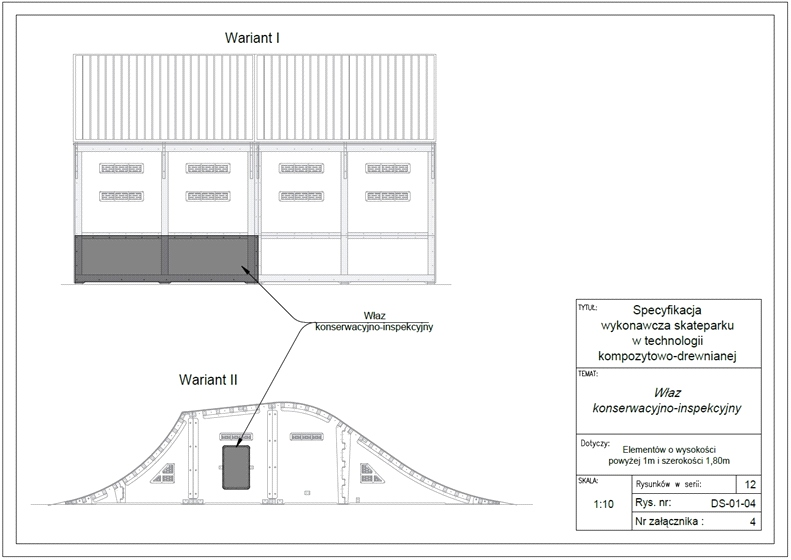 Wariant I
Właz
konserwacyjno-inspekcyjny
Wariant II
TYTUŁ:
Specyfikacja
wykonawcza skateparku
w technologii
kompozytowo-drewnianej
TEMAT:
Właz
konserwacyjno-inspekcyjny
Dotyczy:
Elementów o wysokości
powyżej 1m i szerokości 1,80m
SKALA:
1:10
Rysunków w serii: 12
Rys. nr: DS-01-04
Nr załącznika : 4